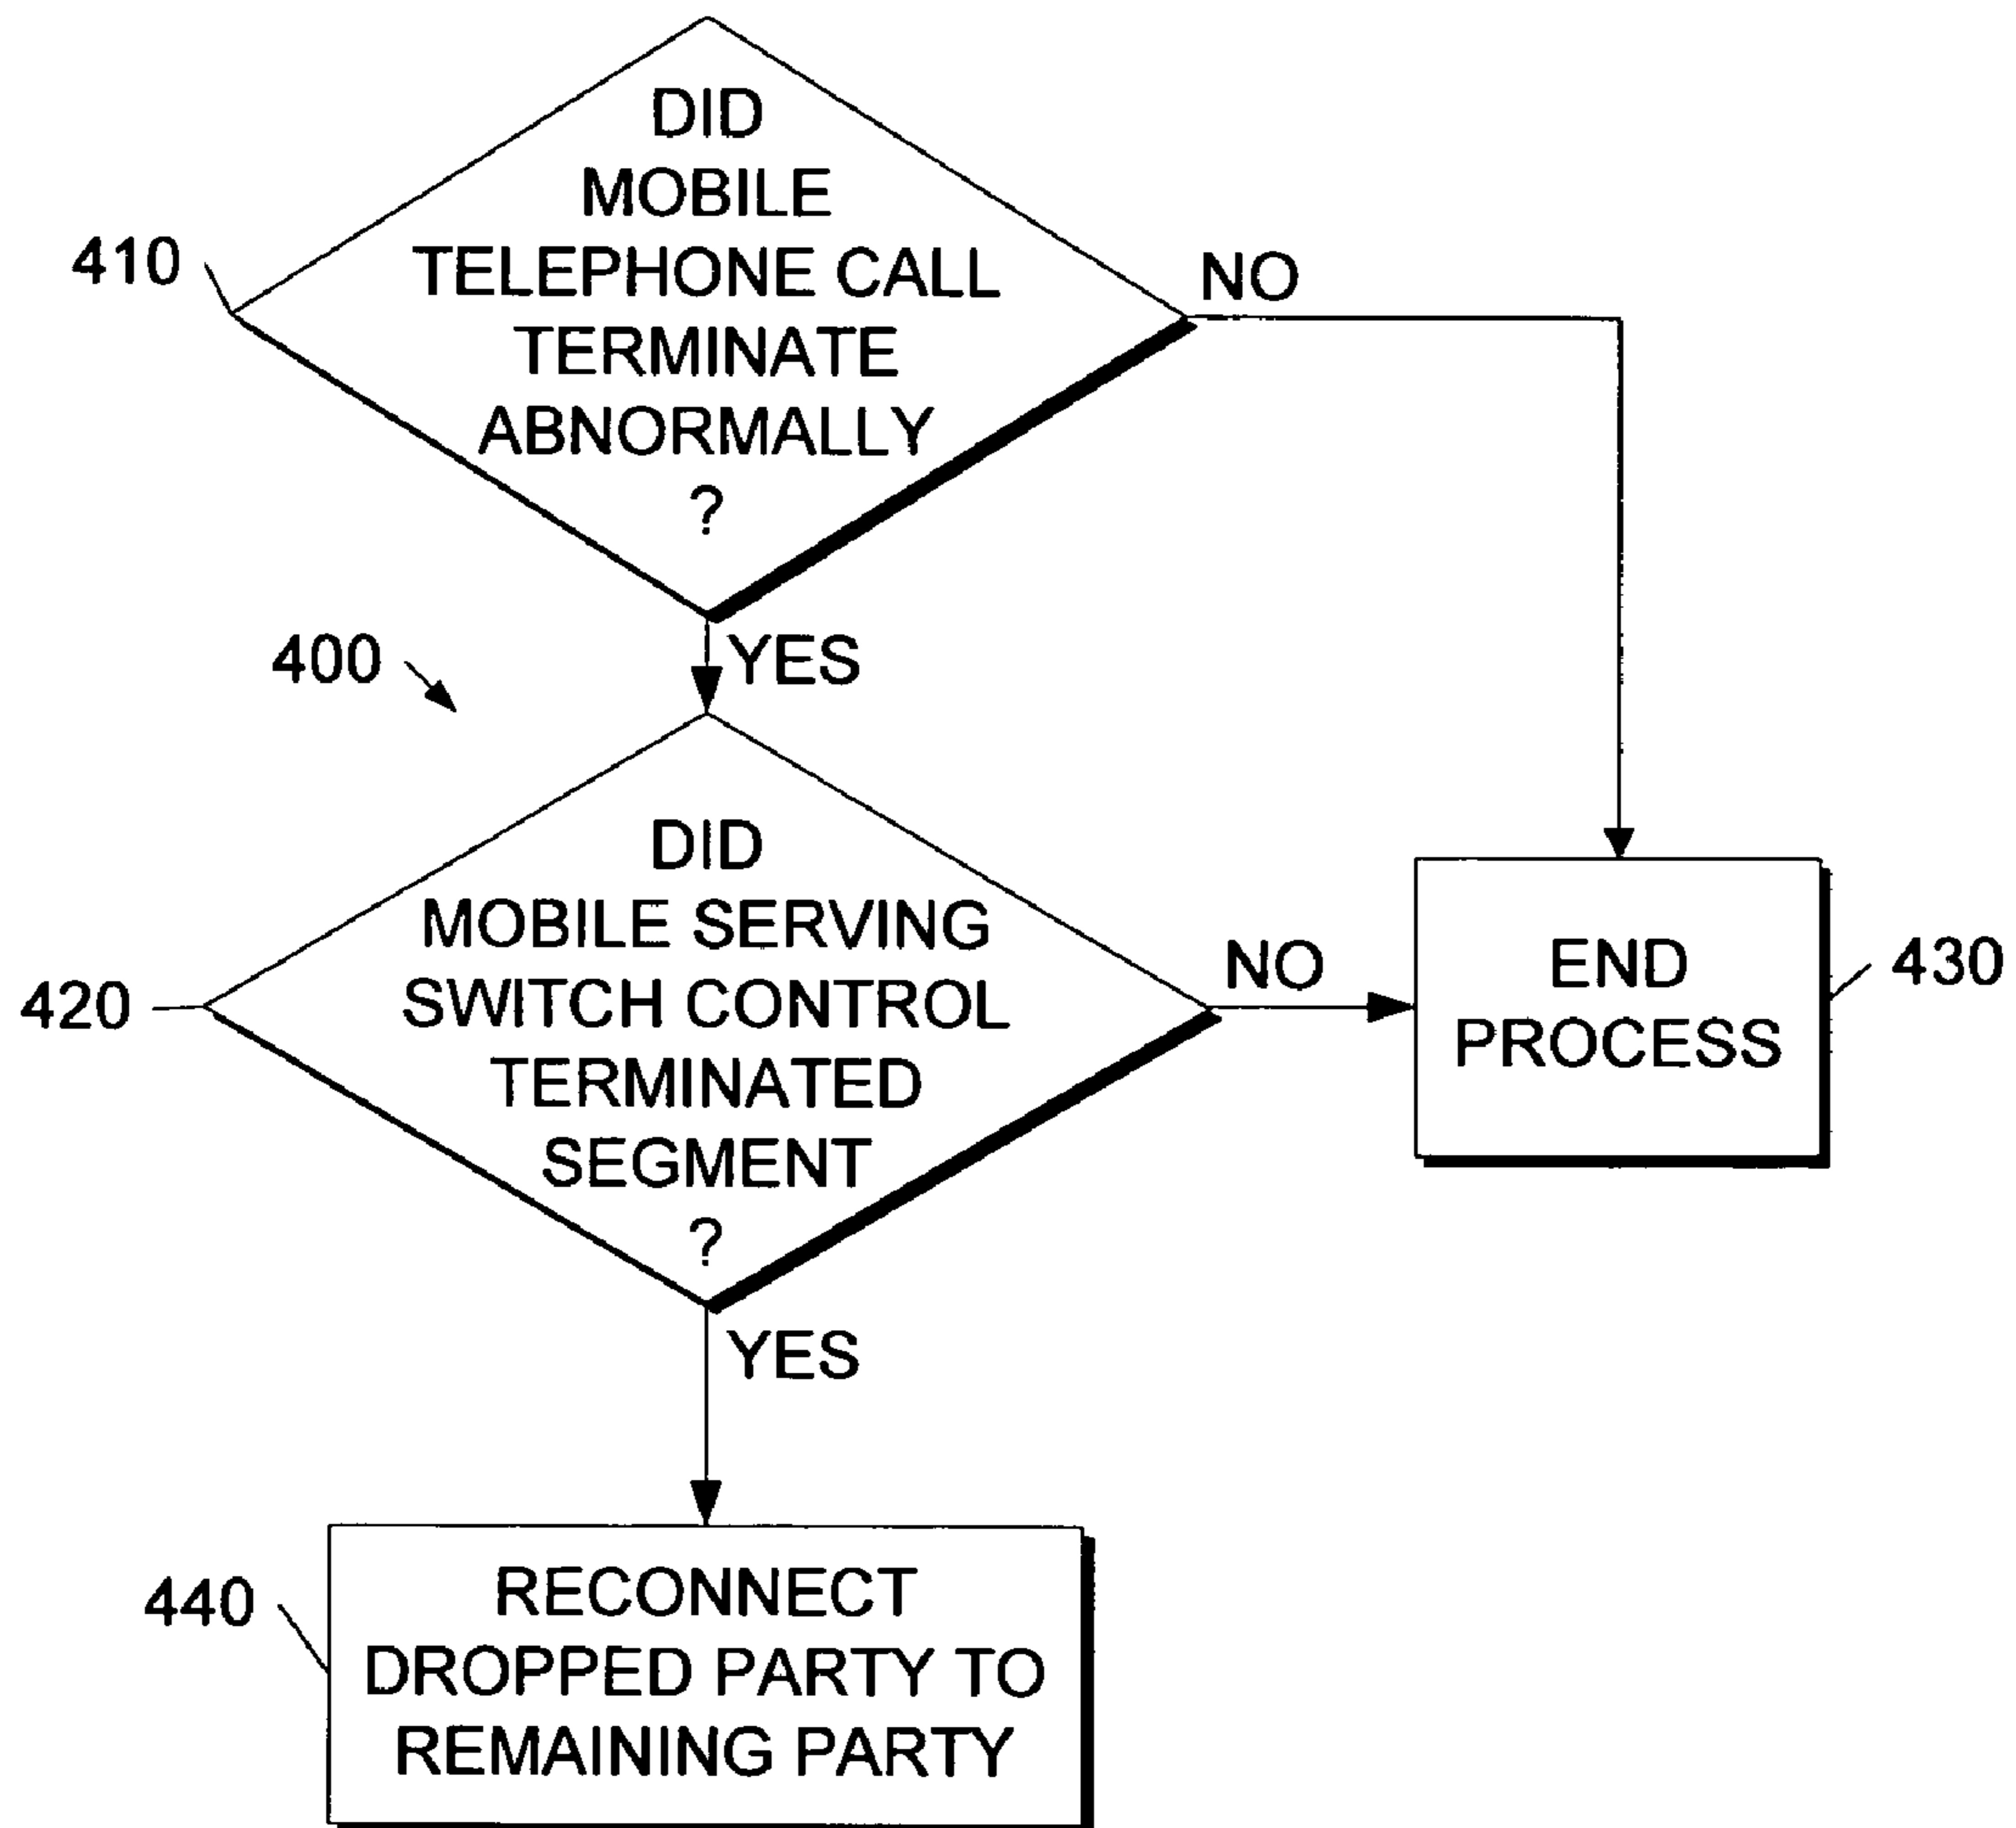 DID
MOBILE
TELEPHONE CALL
TERMINATE
ABNORMALLY
?
410
NO
YES
400
DID
MOBILE SERVING
SWITCH CONTROL
TERMINATED
SEGMENT
?
420
NO
END
PROCESS
430
YES
RECONNECT
DROPPED PARTY TO
REMAINING PARTY
440